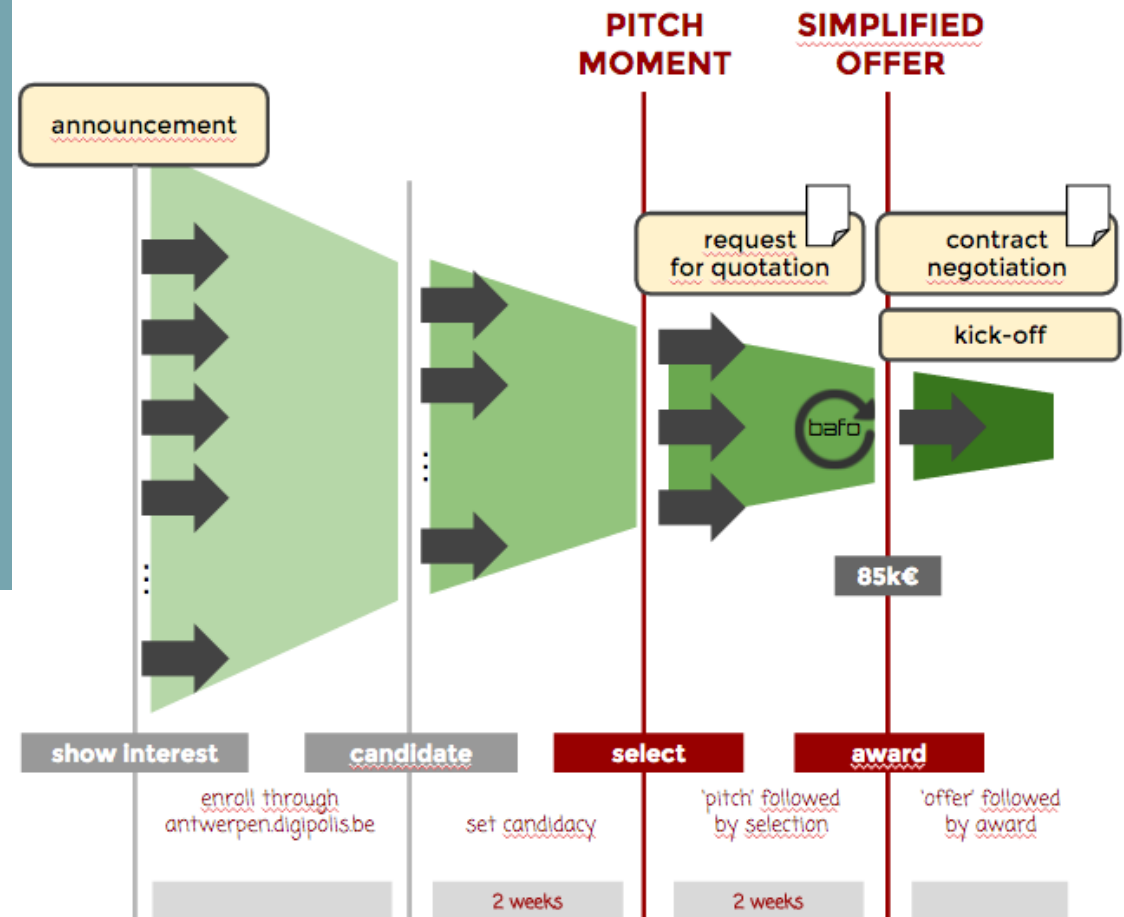 PITCH
MOMENT
SIMPLIFIED
OFFER
announcement
request
for quotation
contract
negotiation
kick-off
bafo
85k€
show interest
candidate
select
award
enroll through
antwerpen.digipolis.be
set candidacy
'pitch' followed
by selection
'offer' followed
by award
2 weeks
2 weeks